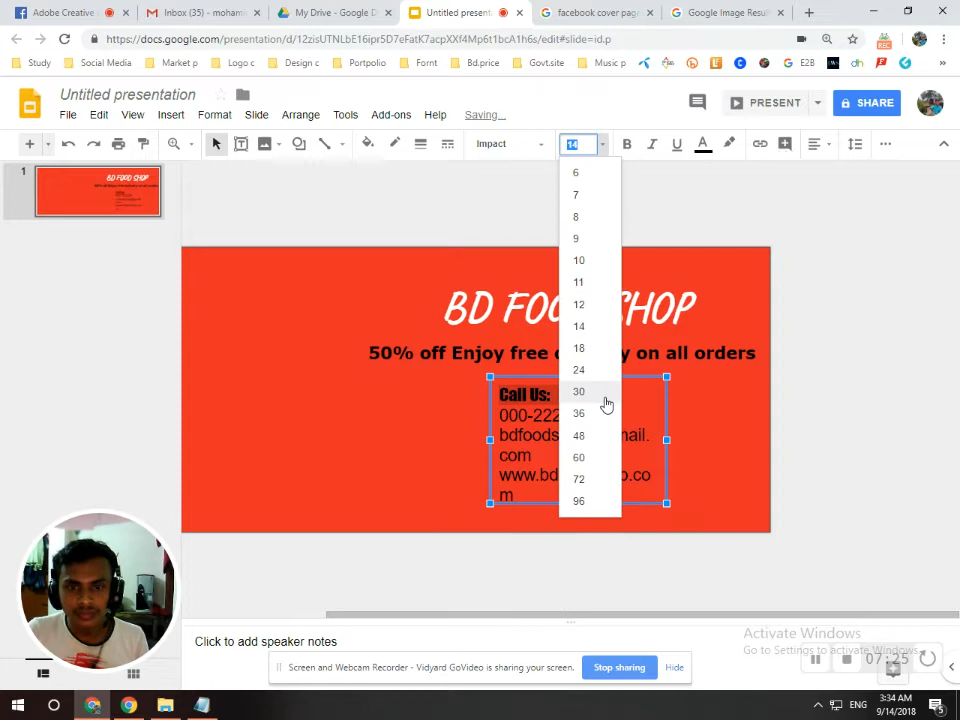 Adobe Creative
Inbox (35) - mohami
My Drive - Google D
Untitled present
facebook cover pag
Google Image Resul
https://docs.google.com/presentation/d/12zisUTNLbE16ipr5D7eFatK7acpXXf4Mp6t1bcA1h6s/edit#slide=id.p
REC
Study
Social Media
Market p
Logo c
Design c
Portpolio
Fornt
Bd.price
Govt.site
Music p
E2B
dh
Untitled presentation
File Edit View Insert Format Slide Arrange Tools Add-ons Help Saving...
PRESENT
SHARE
Impact
14
6
7
8
9
10
11
12
14
18
24
30
36
48
60
72
96
1
BD FOO SHOP
50% off Enjoy free y on all orders
Call Us:
000-222
bdfoods mail.
com
www.bd o.co
m
Click to add speaker notes
Screen and Webcam Recorder - Vidyard GoVideo is sharing your screen.
Stop sharing
Hide
Activate Windows
Go to Settings to activate Windows.
07:25
ENG
3:34 AM
9/14/2018
5